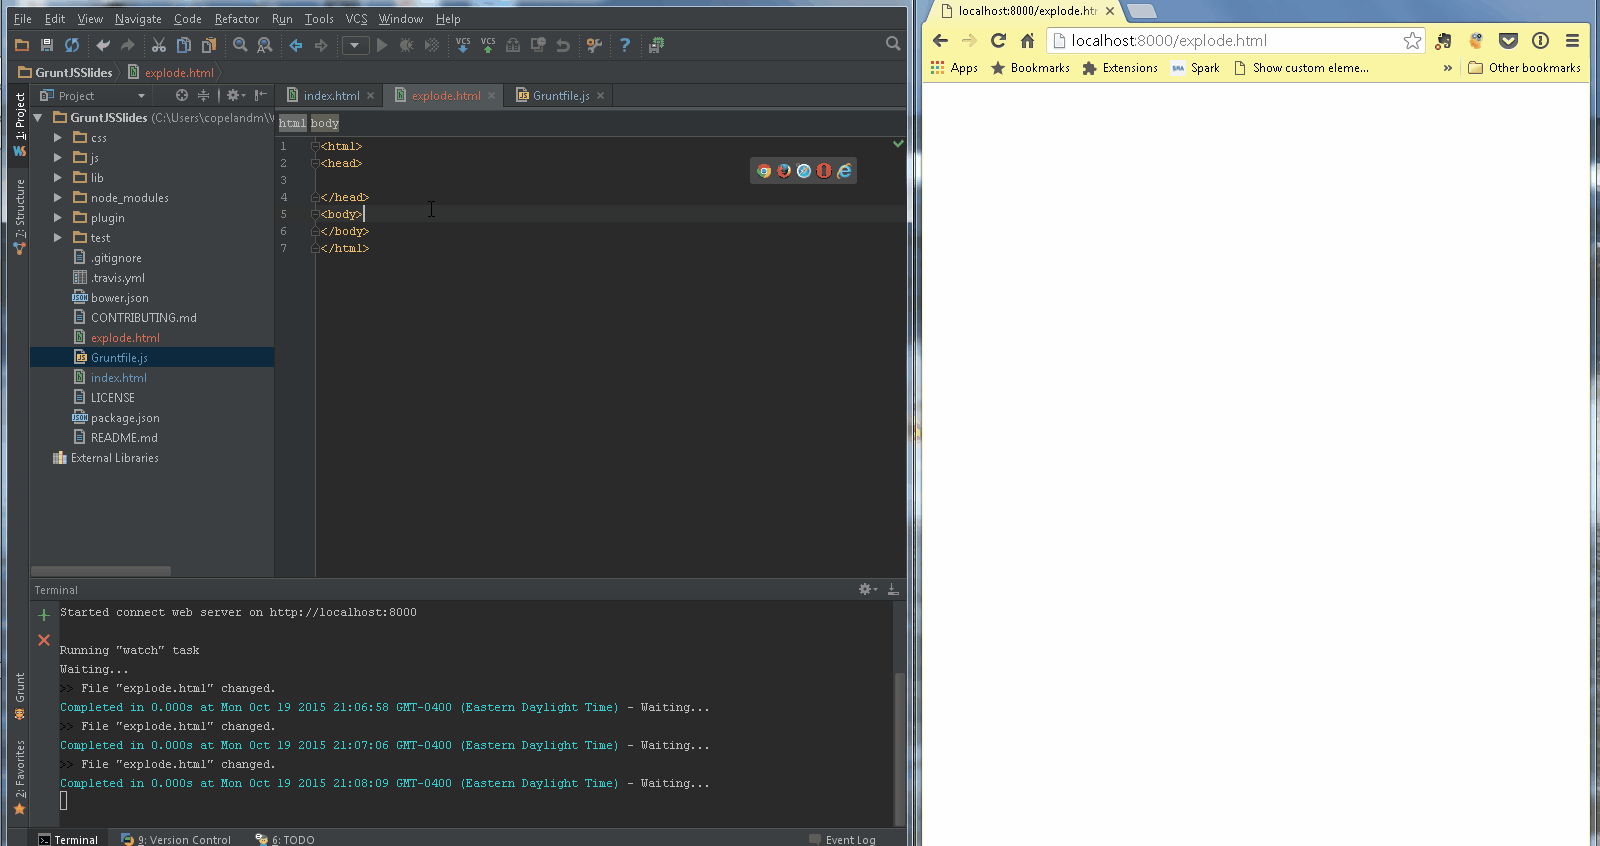 File Edit View Navigate Code Refactor Run Tools VCS Window Help
GruntJSSlides explode.html
Project
index.html explode.html Gruntfile.js
1: Project
7: Structure
Grunt
2: Favorites
GruntJSSlides (C:\Users\copelandm\
css
js
lib
node_modules
plugin
test
.gitignore
.travis.yml
bower.json
CONTRIBUTING.md
explode.html
Gruntfile.js
index.html
LICENSE
package.json
README.md
External Libraries
html body
1 <html>
2 <head>
3
4 </head>
5 <body>
6 </body>
7 </html>
Terminal
Started connect web server on http://localhost:8000
Running "watch" task
Waiting...
>> File "explode.html" changed.
Completed in 0.000s at Mon Oct 19 2015 21:06:58 GMT-0400 (Eastern Daylight Time) - Waiting...
>> File "explode.html" changed.
Completed in 0.000s at Mon Oct 19 2015 21:07:06 GMT-0400 (Eastern Daylight Time) - Waiting...
>> File "explode.html" changed.
Completed in 0.000s at Mon Oct 19 2015 21:08:09 GMT-0400 (Eastern Daylight Time) - Waiting...
Terminal 9: Version Control 6: TODO Event Log
localhost:8000/explode.htr
localhost:8000/explode.html
Apps Bookmarks Extensions Spark Show custom eleme... » Other bookmarks